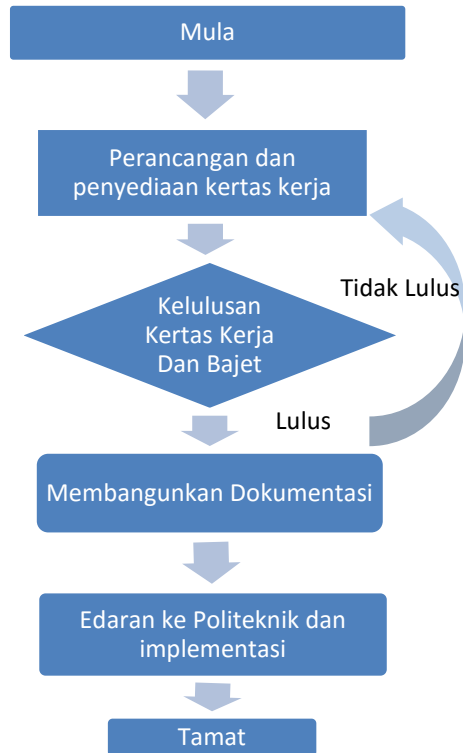 Mula
Perancangan dan
penyediaan kertas kerja
Tidak Lulus
Kelulusan
Kertas Kerja
Dan Bajet
Lulus
Membangunkan Dokumentasi
Edaran ke Politeknik dan
implementasi
Tamat